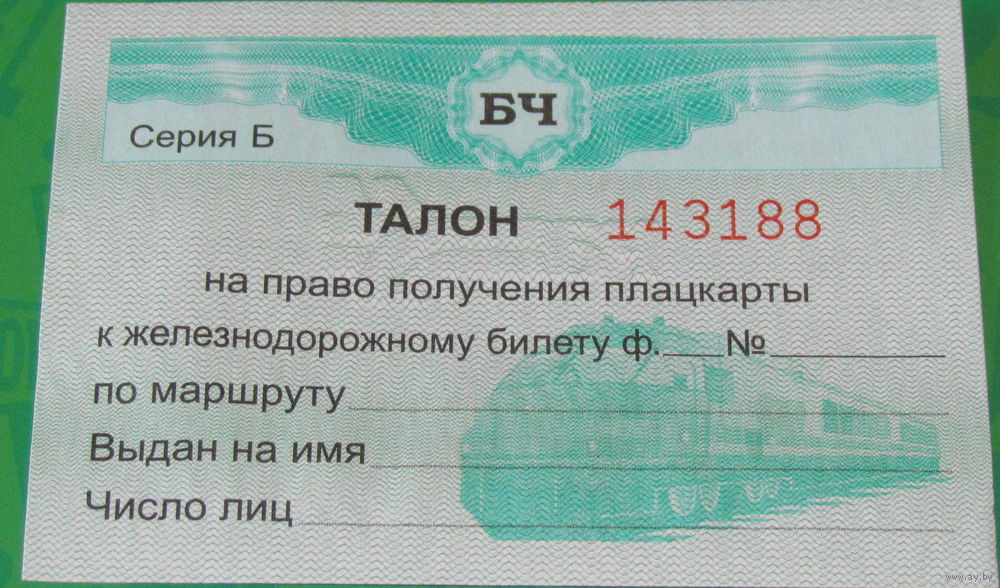 БЧ
Серия Б
ТАЛОН 143188
на право получения плацкарты
к железнодорожному билету ф.____№__________
по маршруту
Выдан на имя
Число лиц
www.ay.by